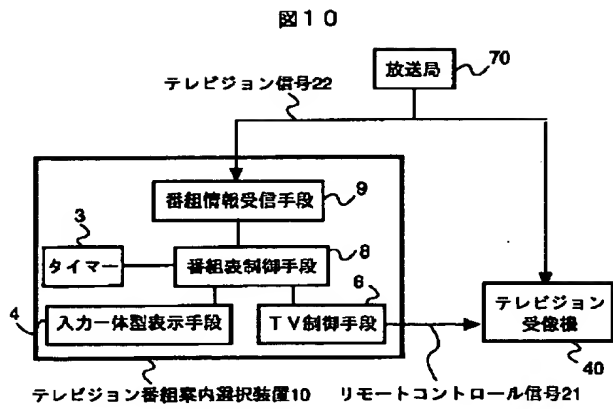 図10
放送局
70
テレビジョン信号22
番組情報受信手段
9
3
タイマー
番組表制御手段
8
4
入力一体型表示手段
TV制御手段
6
テレビジョン
受像機
40
テレビジョン番組案内選択装置10
リモートコントロール信号21